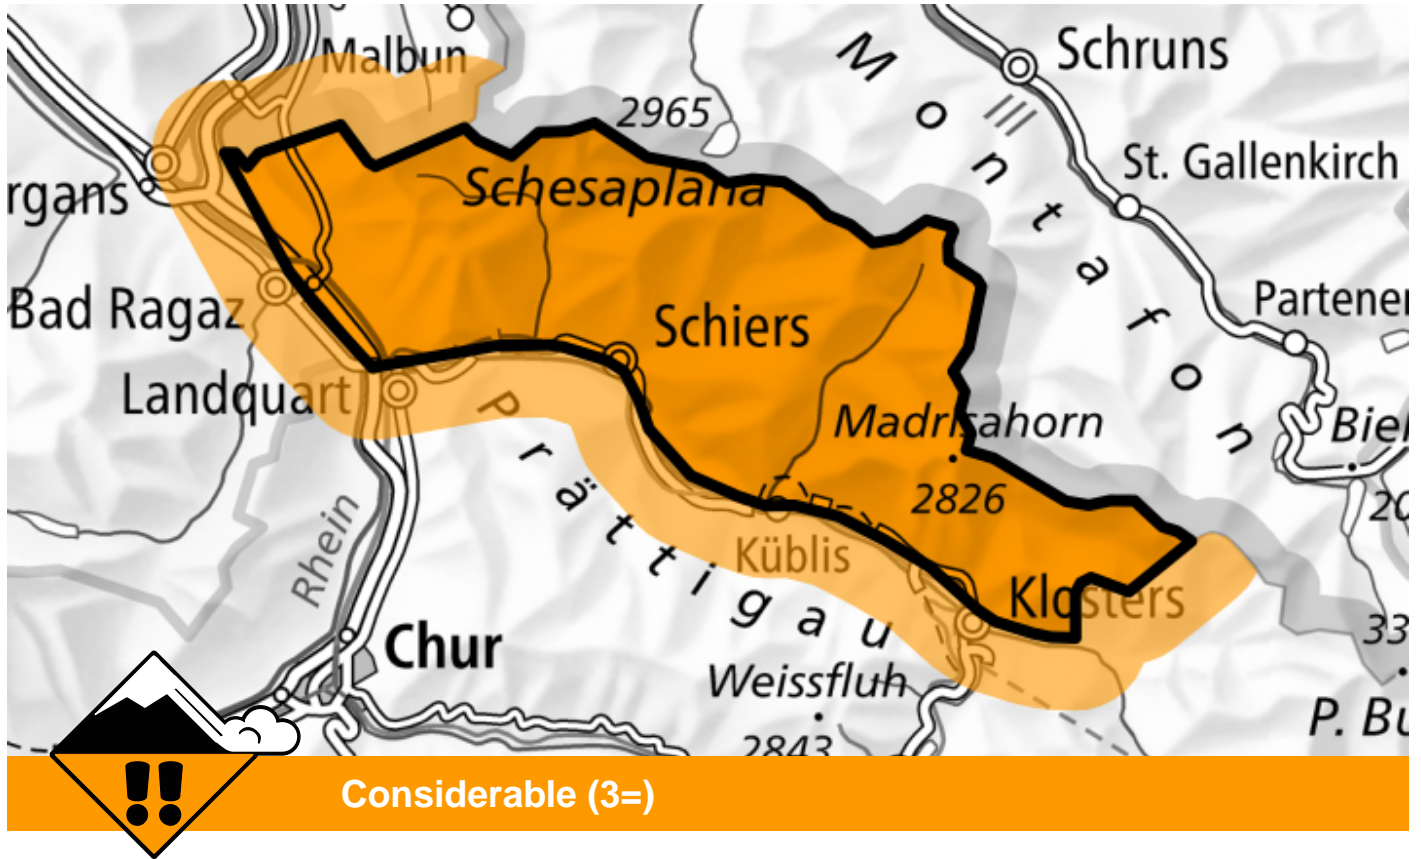 Malbun
Schruns
2965
Montafon
St. Gallenkirch
rgans
Schesaplana
Bad Ragaz
Schiers
Partener
Landquart
Prättigau
Madrisahorn
2826
Biel
20
Rhein
Küblis
Klosters
Chur
33
Weissfluh
2843
P. Bu
Considerable (3=)